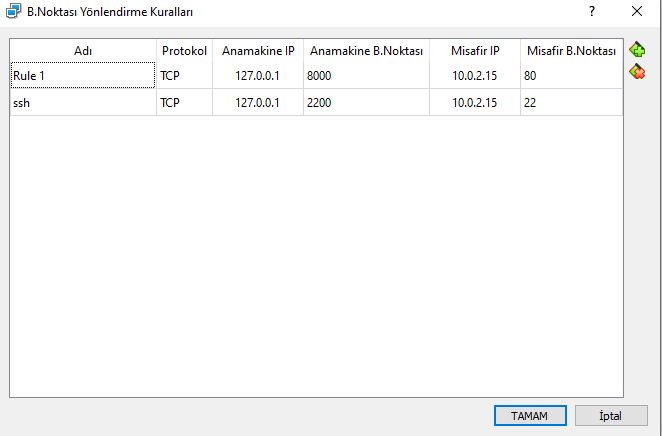 B.Noktası Yönlendirme Kuralları ?
Adı Protokol Anamakine IP Anamakine B.Noktası Misafir IP Misafir B.Noktası
Rule 1 TCP 127.0.0.1 8000 10.0.2.15 80
ssh TCP 127.0.0.1 2200 10.0.2.15 22
TAMAM İptal